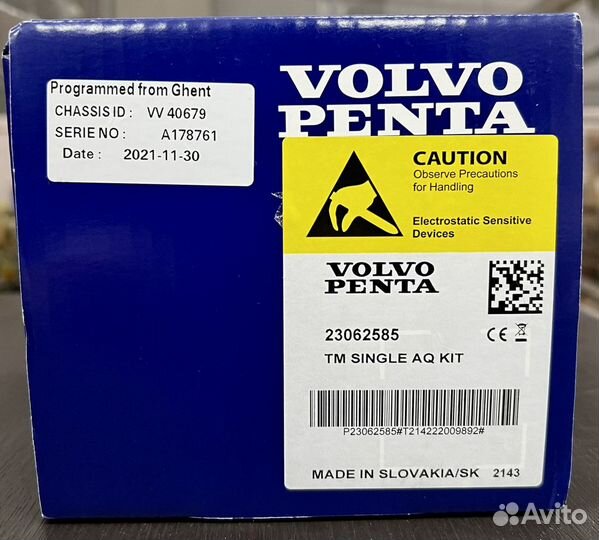 Programmed from Ghent
CHASSIS ID : VV 40679
SERIE NO : A178761
Date : 2021-11-30
VOLVO
PENTA
CAUTION
Observe Precautions
for Handling
Electrostatic Sensitive
Devices
VOLVO
PENTA
23062585
CE
TM SINGLE AQ KIT
P23062585#T214222009892#
MADE IN SLOVAKIA/SK 2143
Avito